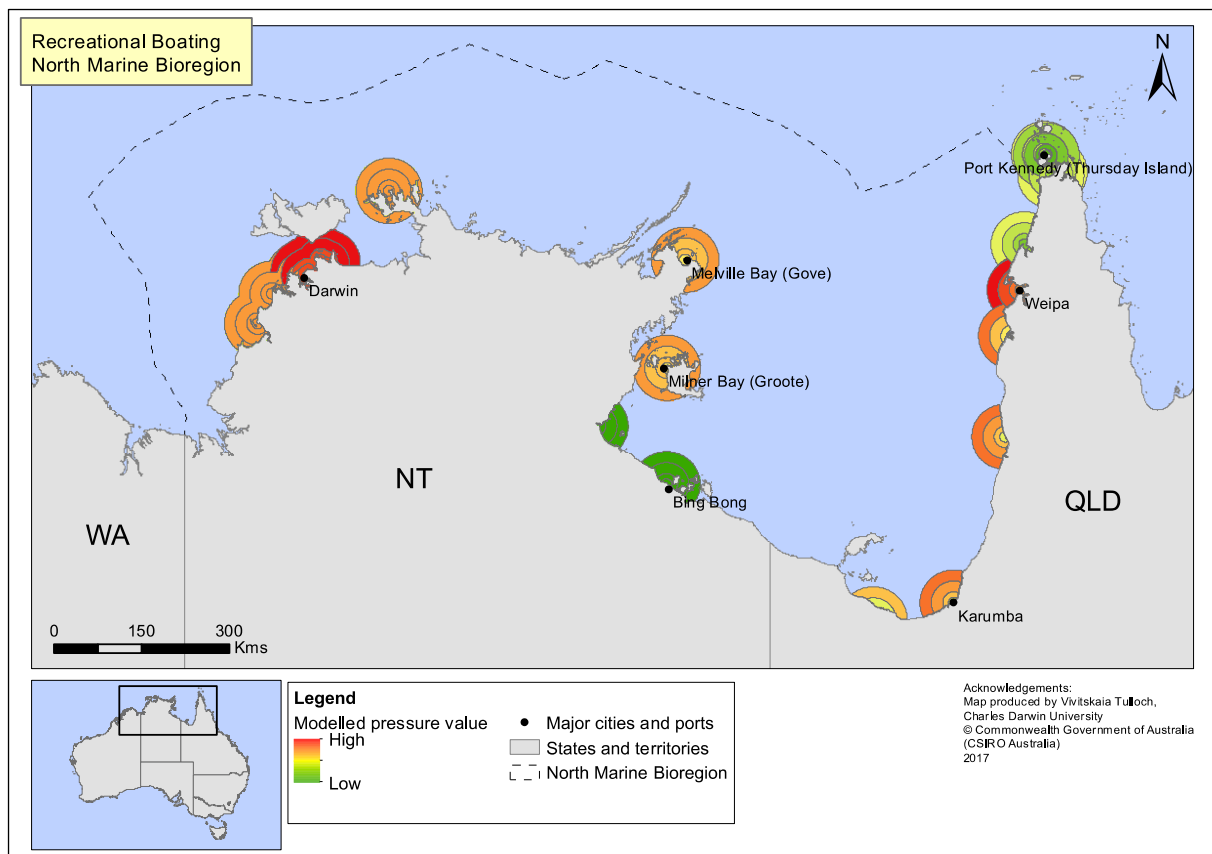 Recreational Boating
North Marine Bioregion
N
Port Kennedy (Thursday Island)
Melville Bay (Gove)
Darwin
Weipa
Milner Bay (Groote)
NT
Bing Bong
QLD
WA
Karumba
0 150 300
Kms
Legend
Modelled pressure value
High
Low
Major cities and ports
States and territories
North Marine Bioregion
Acknowledgements:
Map produced by Vivitskaia Tulloch,
Charles Darwin University
© Commonwealth Government of Australia
(CSIRO Australia)
2017